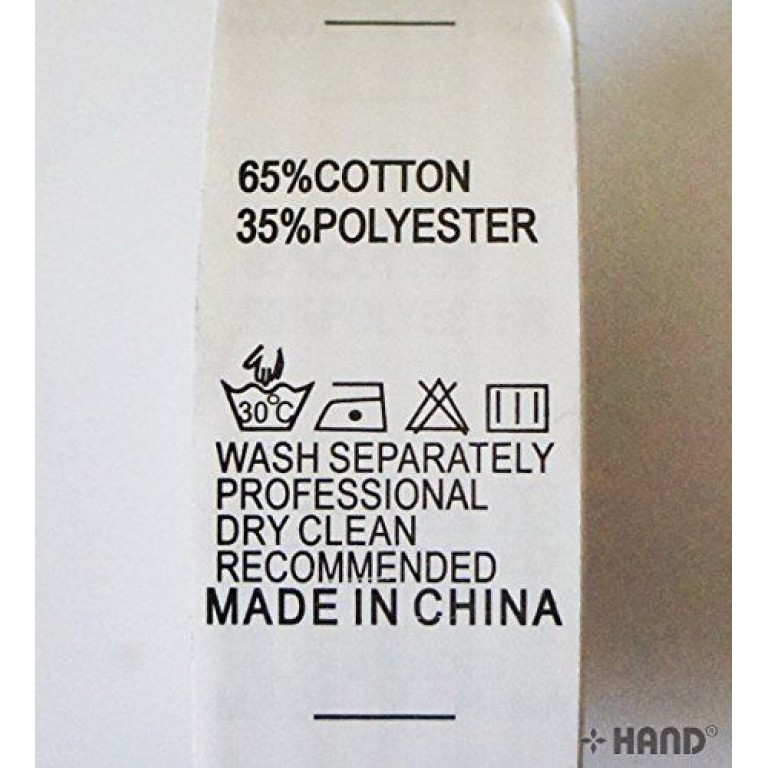 65%COTTON
35%POLYESTER
30°C
WASH SEPARATELY
PROFESSIONAL
DRY CLEAN
RECOMMENDED
MADE IN CHINA
HAND®